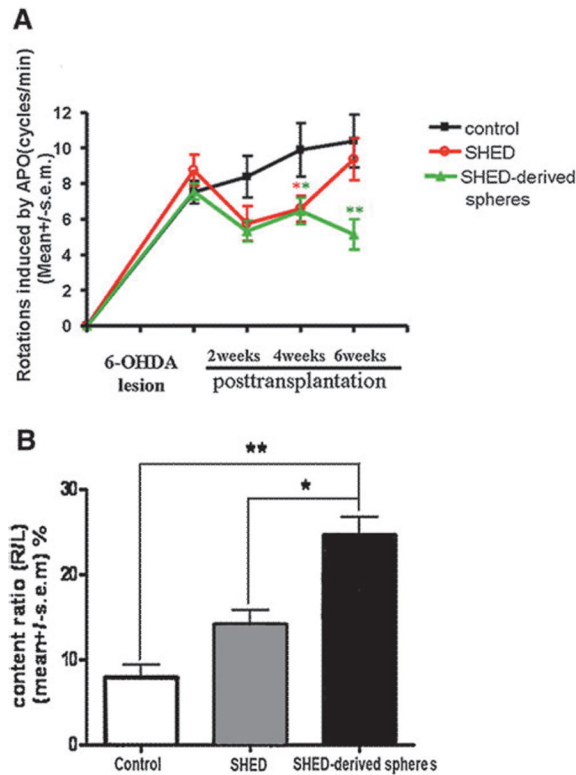 A
Rotations induced by APO(cycles/min)
(Mean+/-s.e.m.)
12
10
8
6
4
2
0
** 
**
control
SHED
SHED-derived
spheres
6-OHDA
lesion
2weeks 4weeks 6weeks
posttransplantation
B
content ratio (R/L)
(mean+/-s.e.m) %
30
20
10
0
**
*
Control SHED SHED-derived spheres